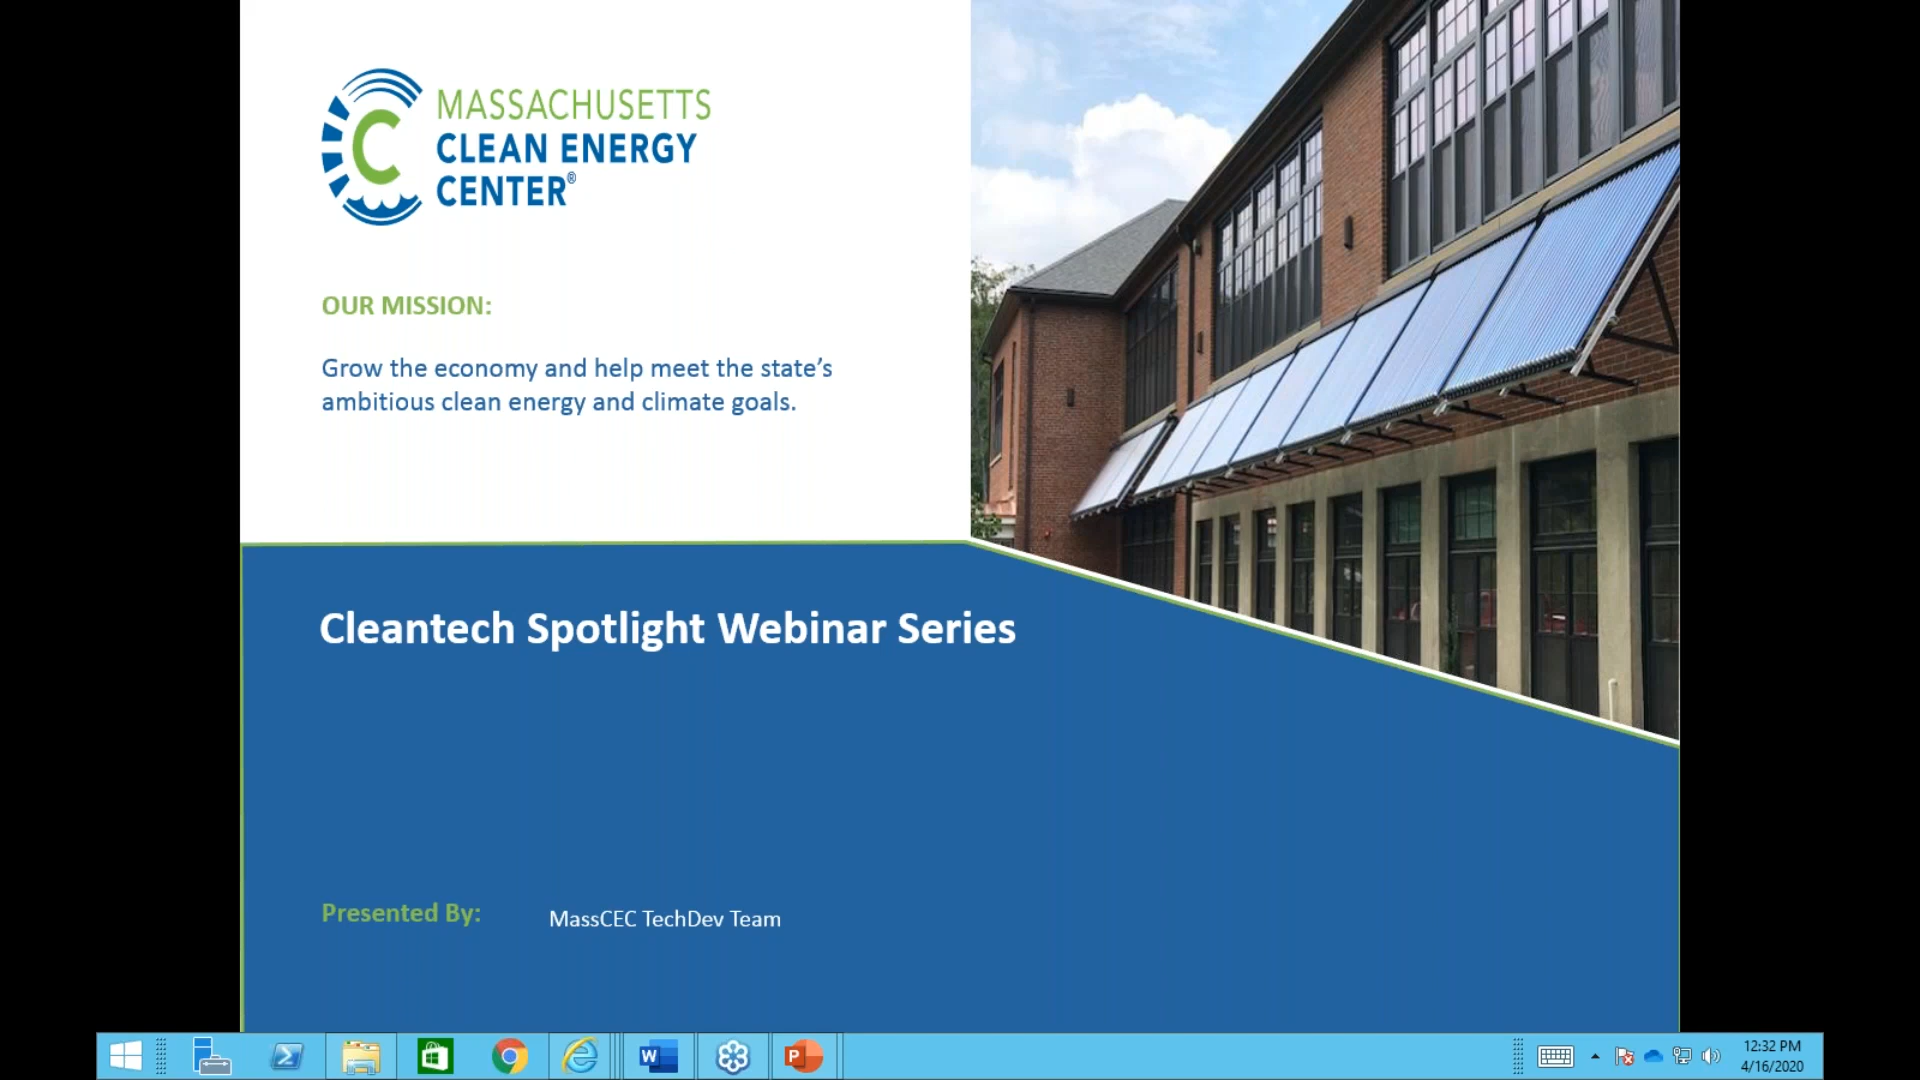 MASSACHUSETTS
CLEAN ENERGY
CENTER®
OUR MISSION:
Grow the economy and help meet the state's
ambitious clean energy and climate goals.
Cleantech Spotlight Webinar Series
Presented By:
MassCEC TechDev Team
12:32 PM
4/16/2020